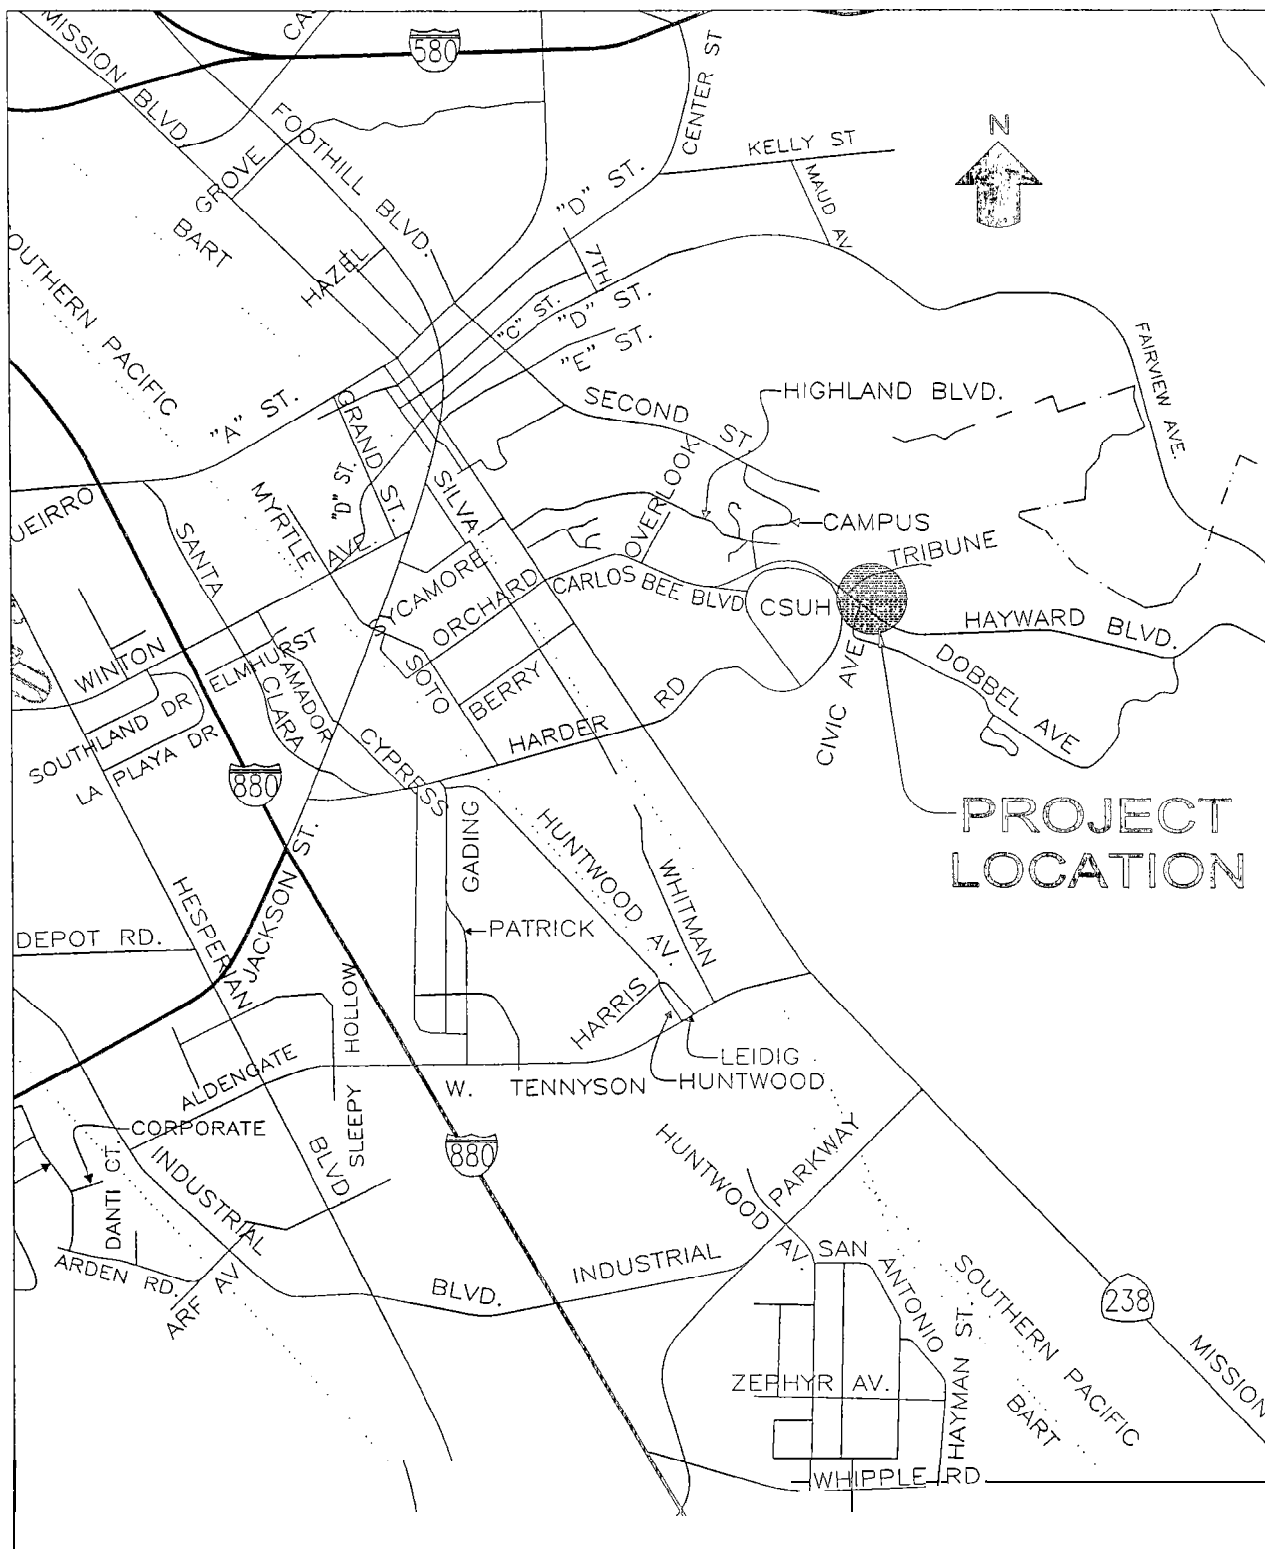 MISSION BLVD
CA
580
CENTER ST
FOOTHILL BLVD.
GROVE
KELLY ST
N
MAUD AV
BART
"D" ST.
OUTHERN PACIFIC
HAZEL
7TH
"C" ST.
"D" ST.
"E" ST.
FAIRVIEW AVE.
HIGHLAND BLVD.
SECOND ST
"A" ST.
GRAND ST.
"D" ST.
SILVA
OVERLOOK
UEIRRO
MYRTLE
CAMPUS
SANTA CLARA
AVE.
TRIBUNE
SYCAMORE
ORCHARD
CARLOS BEE BLVD
CSUH
HAYWARD BLVD.
WINTON
ELMHURST
AMADOR
SOTO
BERRY
HARDER RD
CIVIC AVE
DOBBEL AVE
SOUTHLAND DR
LA PLAYA DR
CYPRESS
880
PROJECT
LOCATION
JACKSON ST.
GADING
HUNTWOOD AV.
WHITMAN
HESPERIAN BLVD
DEPOT RD.
PATRICK
SLEEPY HOLLOW
HARRIS
ALDENGATE
LEIDIG
HUNTWOOD
W. TENNYSON
CORPORATE
DANTI CT.
INDUSTRIAL
880
HUNTWOOD AV.
PARKWAY
ARDEN RD.
ARF AV
BLVD.
INDUSTRIAL
SAN ANTONIO
SOUTHERN PACIFIC
238
MISSION
ZEPHYR AV.
HAYMAN ST.
BART
WHIPPLE RD